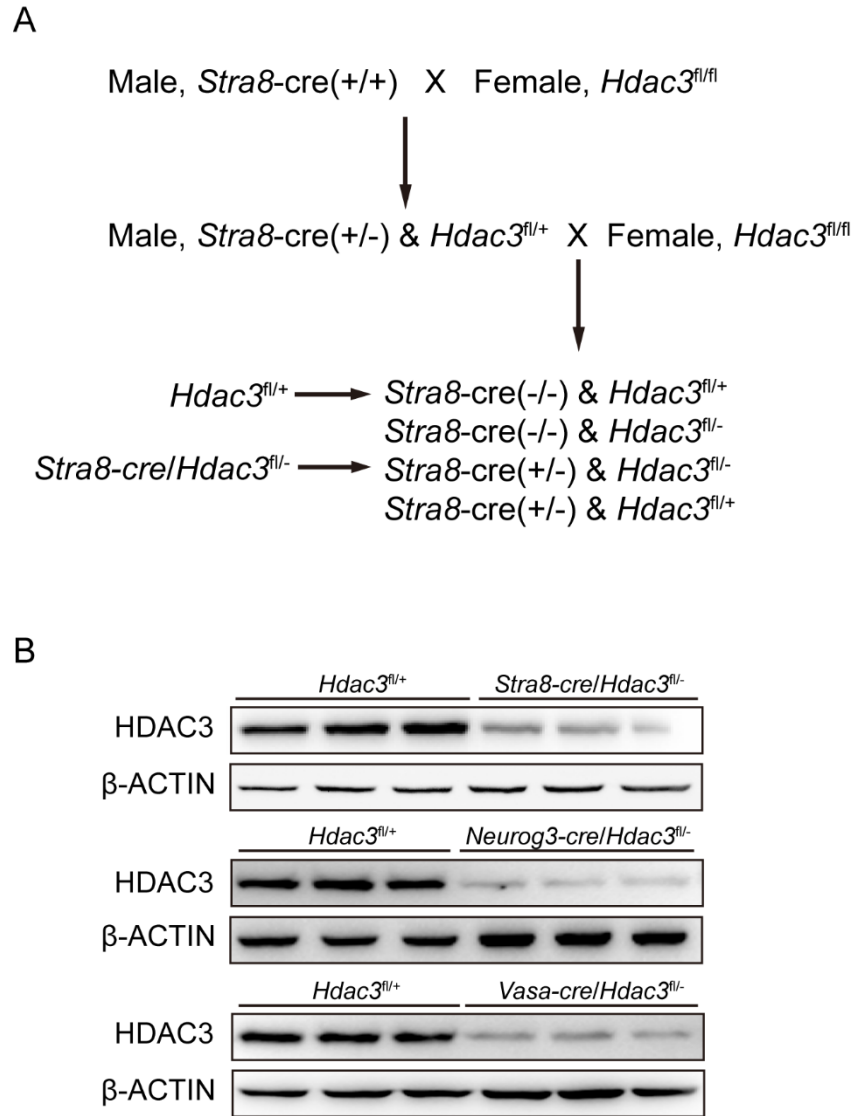 A
Male, Stra8-cre(+/+) X Female, Hdac3fl/fl
Male, Stra8-cre(+/-) & Hdac3fl/+ X Female, Hdac3fl/fl
Hdac3fl/+ Stra8-cre(-/-) & Hdac3fl/+
Stra8-cre(-/-) & Hdac3fl/-
Stra8-cre/Hdac3fl/- Stra8-cre(+/-) & Hdac3fl/-
Stra8-cre(+/-) & Hdac3fl/+
B
Hdac3fl/+ Stra8-cre/Hdac3fl/-
HDAC3
β-ACTIN
Hdac3fl/+ Neurog3-cre/Hdac3fl/-
HDAC3
β-ACTIN
Hdac3fl/+ Vasa-cre/Hdac3fl/-
HDAC3
β-ACTIN